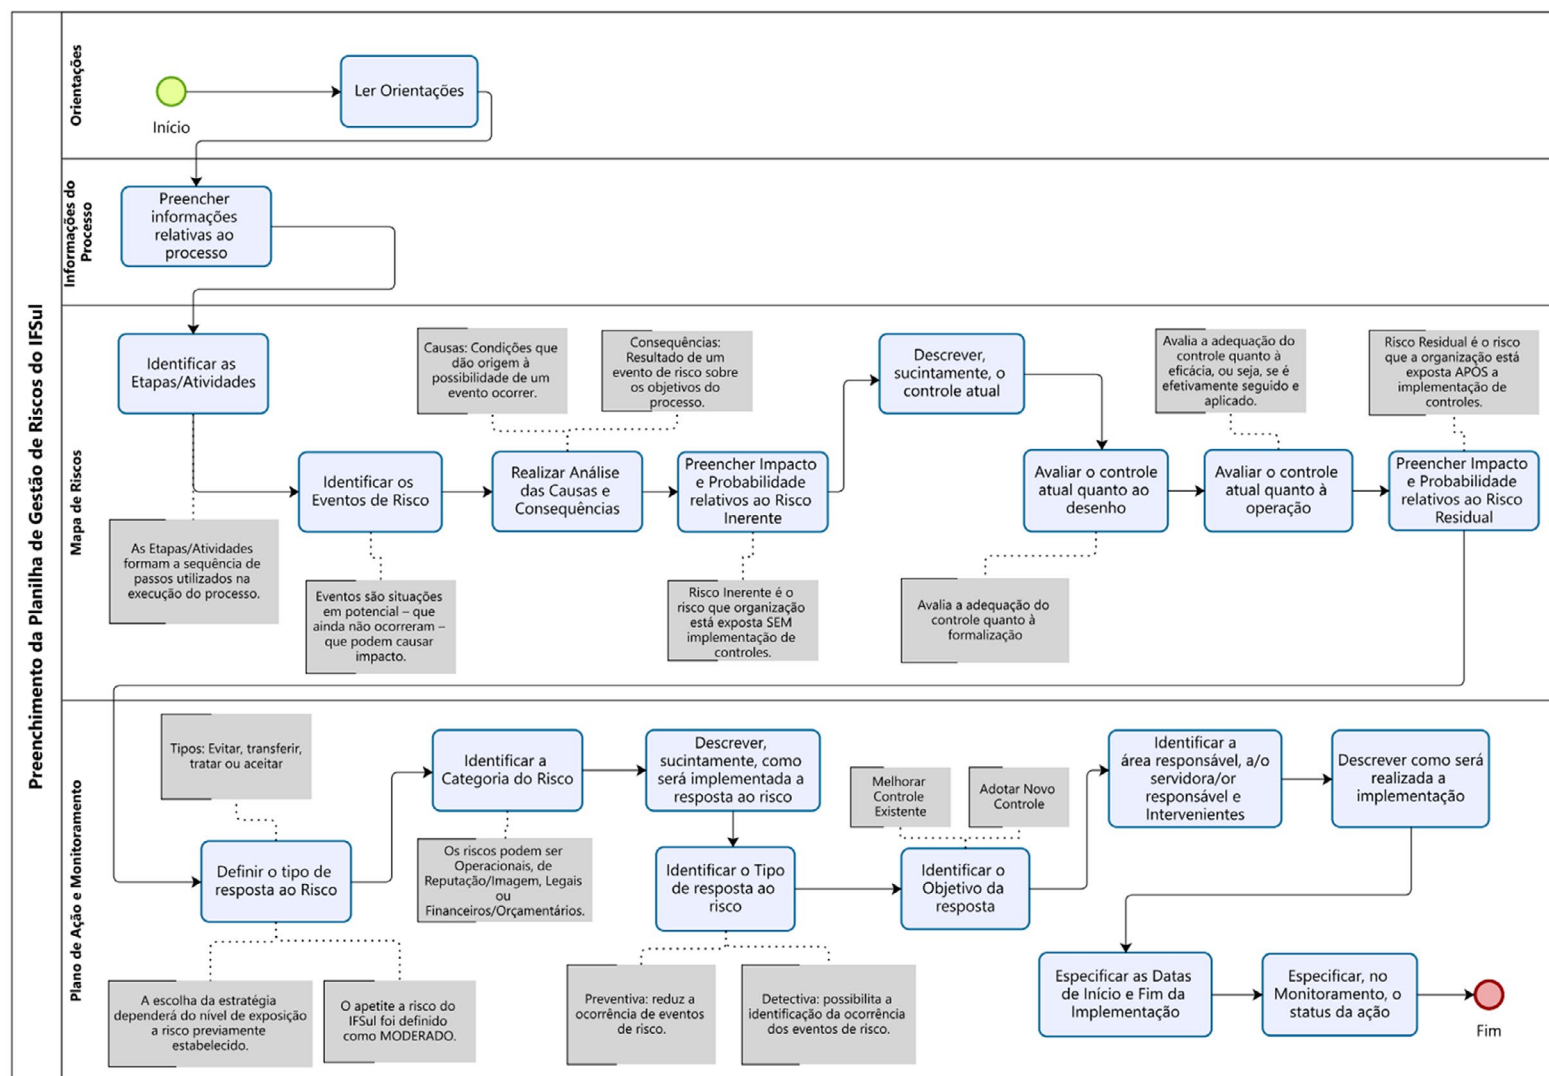 Preenchimento da Planilha de Gestão de Riscos do IFSul
Orientações
Início
Ler Orientações
Informações do
Processo
Preencher
informações
relativas ao
processo
Mapa de Riscos
Identificar as
Etapas/Atividades
As Etapas/Atividades
formam a sequência de
passos utilizados na
execução do processo.
Identificar os
Eventos de Risco
Eventos são situações
em potencial – que
ainda não ocorreram –
que podem causar
impacto.
Causas: Condições que
dão origem à
possibilidade de um
evento ocorrer.
Consequências:
Resultado de um
evento de risco sobre
os objetivos do
processo.
Realizar Análise
das Causas e
Consequências
Preencher Impacto
e Probabilidade
relativos ao Risco
Inerente
Risco Inerente é o
risco que organização
está exposta SEM
implementação de
controles.
Descrever,
sucintamente, o
controle atual
Avaliar o controle
atual quanto ao
desenho
Avalia a adequação do
controle quanto à
formalização
Avalia a adequação do
controle quanto à
eficácia, ou seja, se é
efetivamente seguido e
aplicado.
Avaliar o controle
atual quanto à
operação
Risco Residual é o risco
que a organização está
exposta APÓS a
implementação de
controles.
Preencher Impacto
e Probabilidade
relativos ao Risco
Residual
Plano de Ação e Monitoramento
Tipos: Evitar, transferir,
tratar ou aceitar
Definir o tipo de
resposta ao Risco
A escolha da estratégia
dependerá do nível de exposição
a risco previamente
estabelecido.
O apetite a risco do
IFSul foi definido
como MODERADO.
Identificar a
Categoria do Risco
Os riscos podem ser
Operacionais, de
Reputação/Imagem, Legais
ou
Financeiros/Orçamentários.
Descrever,
sucintamente, como
será implementada a
resposta ao risco
Identificar o Tipo
de resposta ao
risco
Preventiva: reduz a
ocorrência de eventos
de risco.
Detectiva: possibilita a
identificação da ocorrência
dos eventos de risco.
Melhorar
Controle
Existente
Adotar Novo
Controle
Identificar o
Objetivo da
resposta
Identificar a
área responsável, a/o
servidora/or
responsável e
Intervenientes
Descrever como será
realizada a
implementação
Especificar as Datas
de Início e Fim da
Implementação
Especificar, no
Monitoramento, o
status da ação
Fim